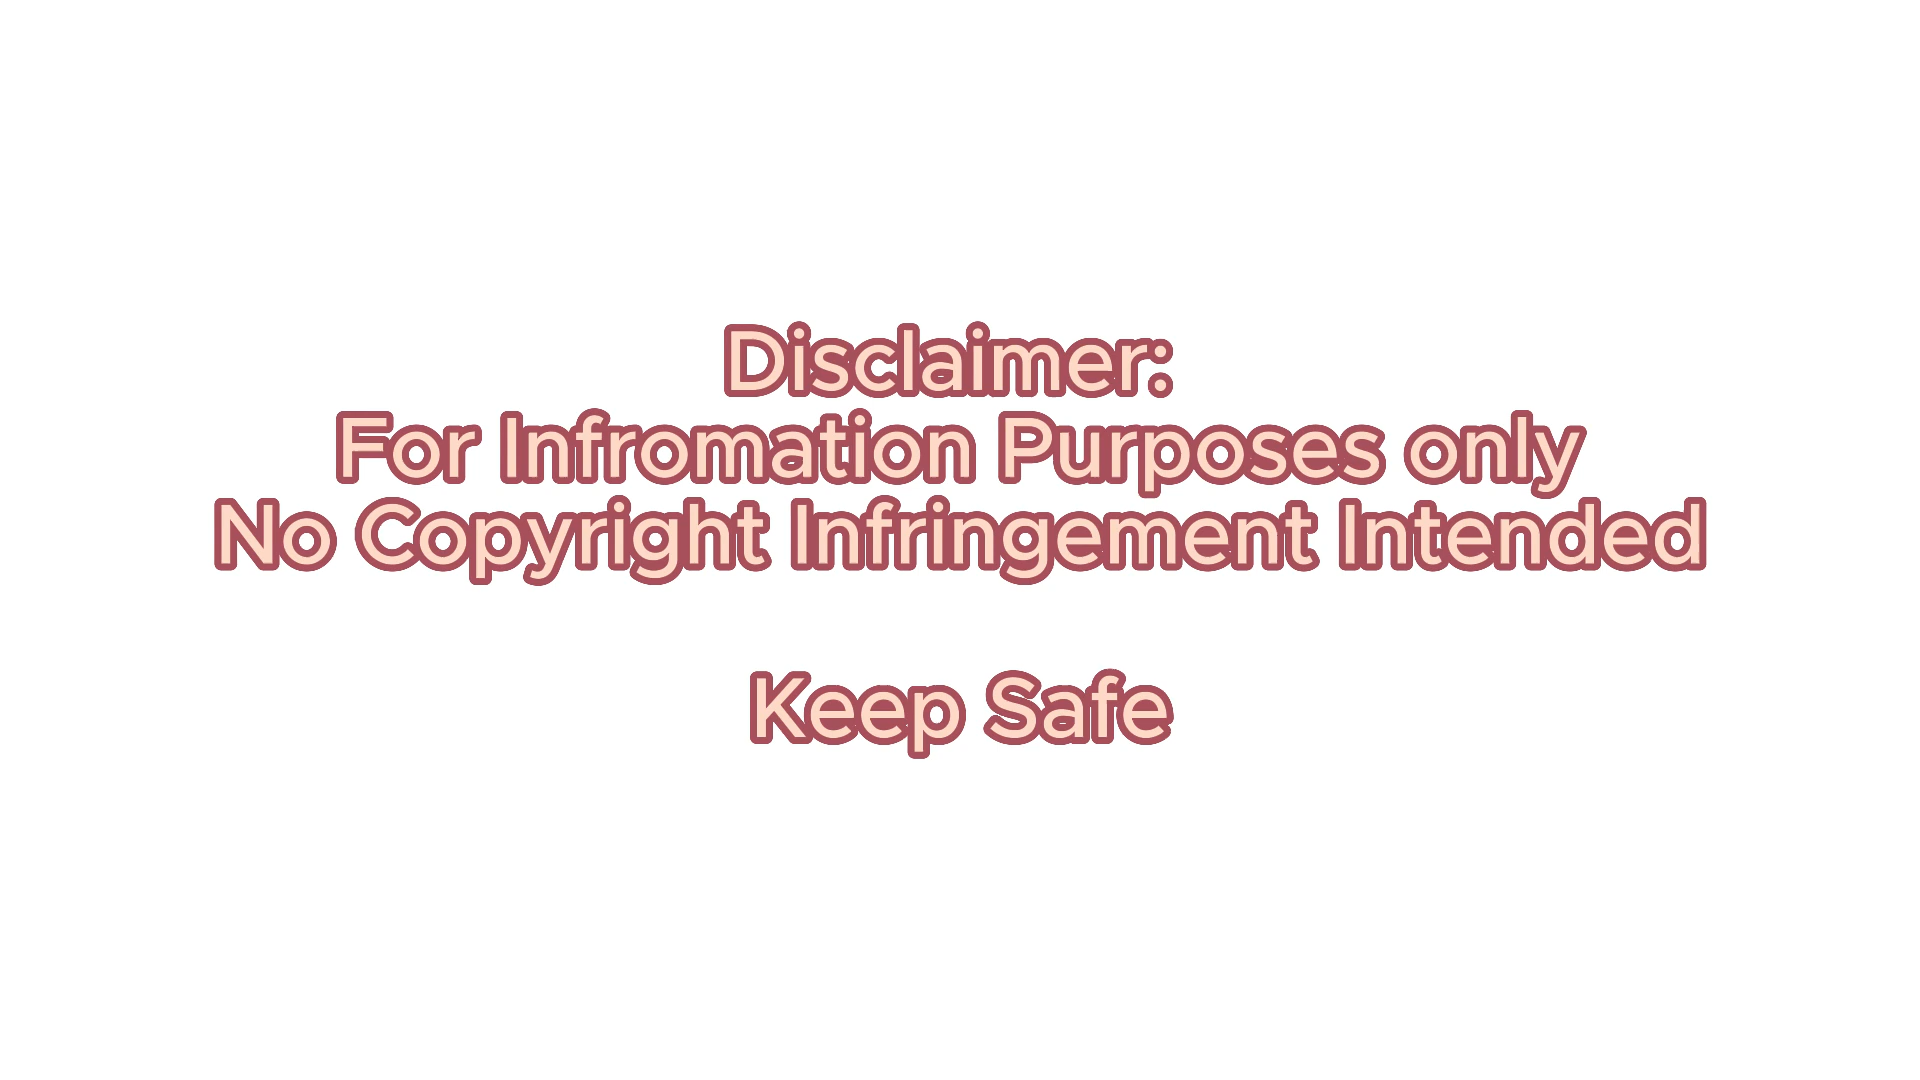 Disclaimer:
For Infromation Purposes only
No Copyright Infringement Intended
Keep Safe